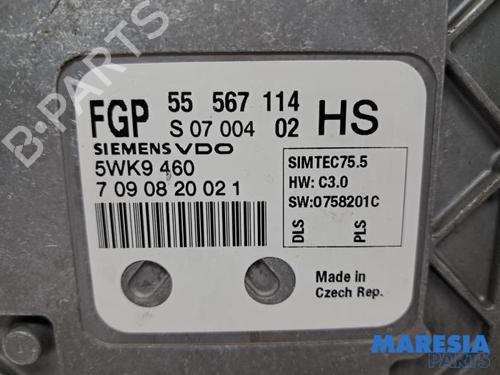 B-PARTS
FGP 55 567 114 HS
S 07 004 02
SIEMENS VDO
5WK9 460
7 09 08 20 02 1
SIMTEC75.5
HW: C3.0
SW:0758201C
DLS
PLS
Made in
Czech Rep.
MARESIA
PARTS